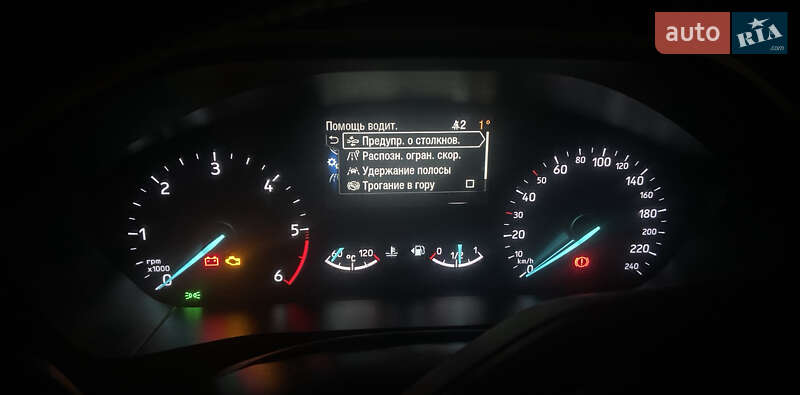 auto RIA .com
Помощь водит. 2 1°
Предупр. о столкнов.
Распозн. огран. скор.
Удержание полосы
Трогание в гору
0 1 2 3 4 5 6
rpm
x1000
60 °C 120
0 1/2 1
0 10 20 30 40 50 60 80 100 120 140 160 180 200 220 240
km/h